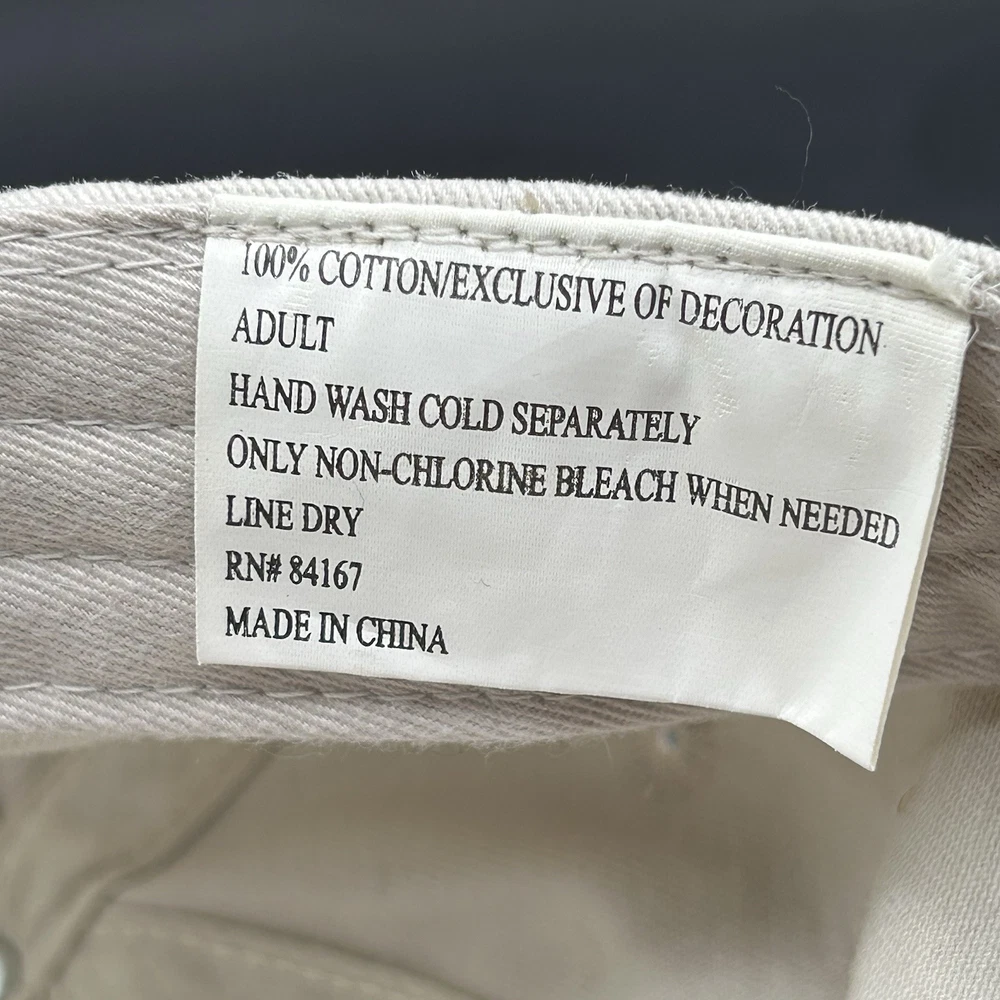 100% COTTON/EXCLUSIVE OF DECORATION
ADULT
HAND WASH COLD SEPARATELY
ONLY NON-CHLORINE BLEACH WHEN NEEDED
LINE DRY
RN# 84167
MADE IN CHINA